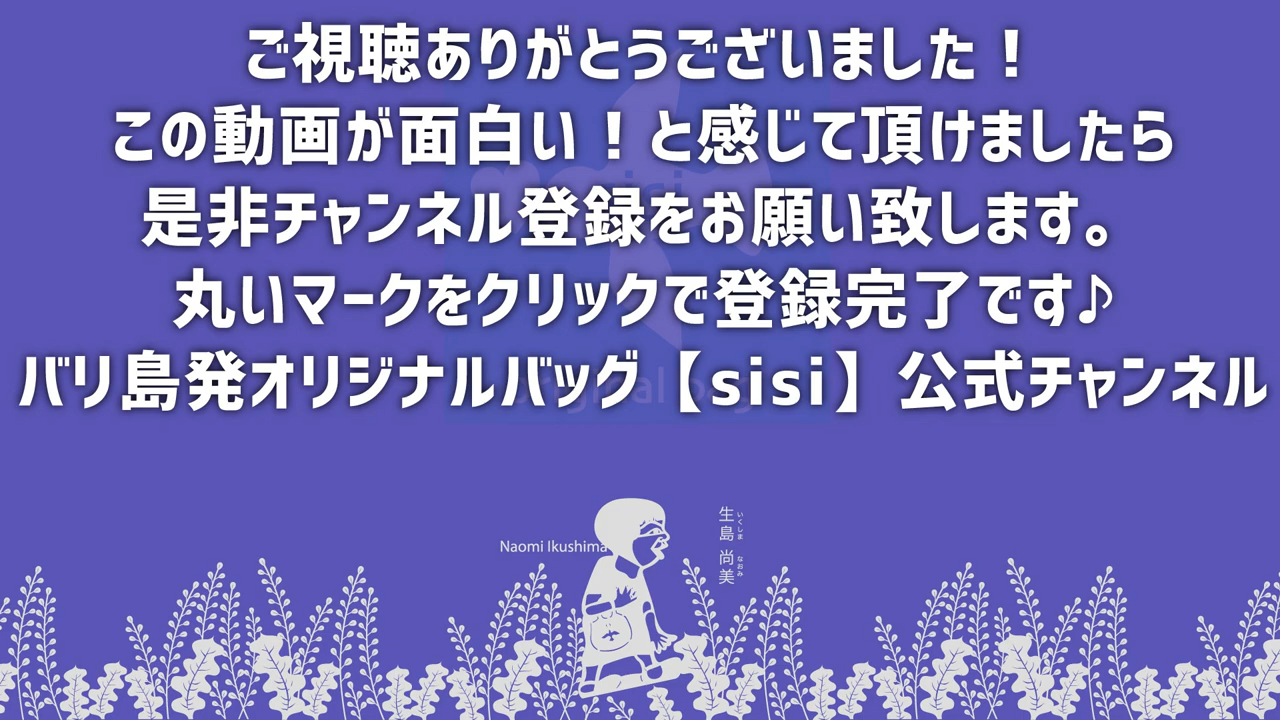 ご視聴ありがとうございました！
この動画が面白い！と感じて頂けましたら
是非チャンネル登録をお願い致します。
丸いマークをクリックで登録完了です♪
バリ島発オリジナルバッグ【sisi】公式チャンネル
sisi
original bag
Naomi Ikushima
生島 尚美
いくしま なおみ